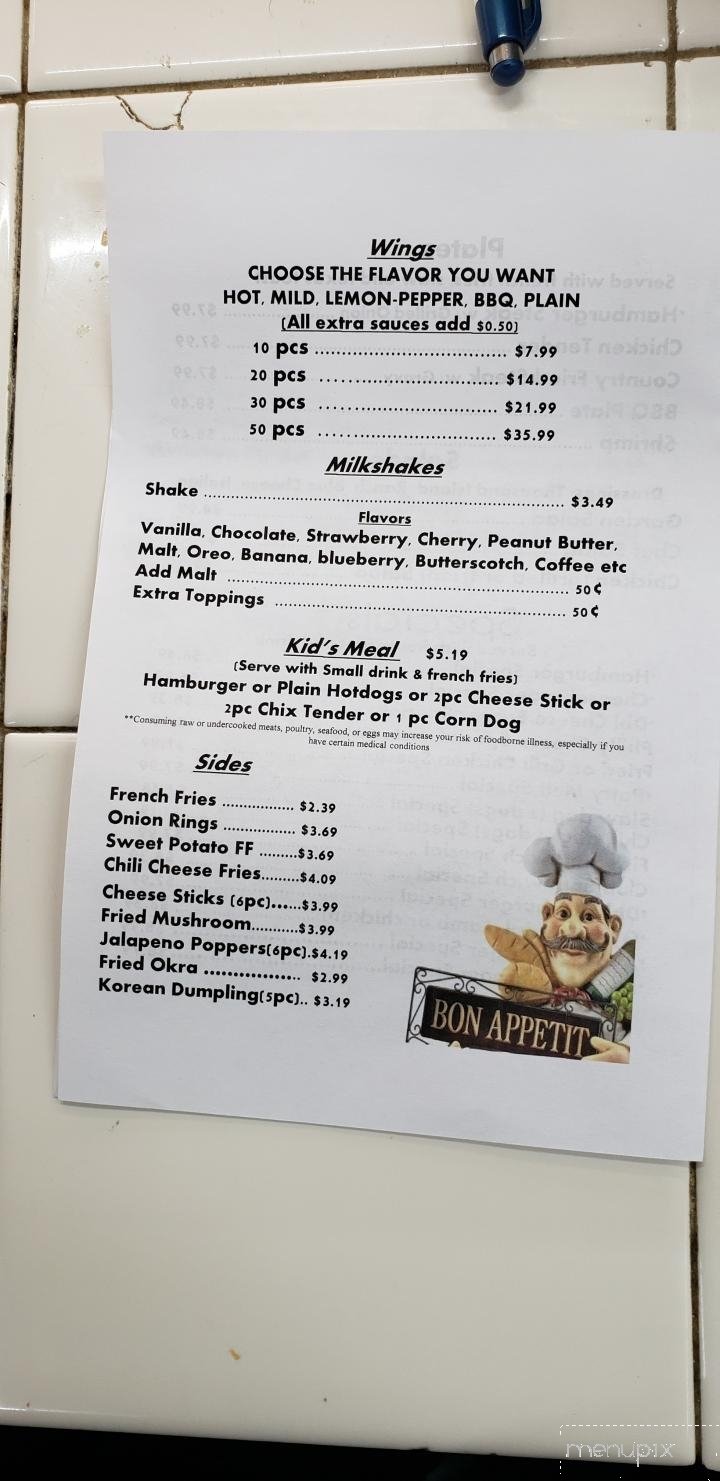 Wings
CHOOSE THE FLAVOR YOU WANT
HOT, MILD, LEMON-PEPPER, BBQ, PLAIN
(All extra sauces add $0.50)
10 pcs ................................ $7.99
20 pcs .............................. $14.99
30 pcs .............................. $21.99
50 pcs .............................. $35.99
Milkshakes
Shake .................................................................. $3.49
Flavors
Vanilla, Chocolate, Strawberry, Cherry, Peanut Butter,
Malt, Oreo, Banana, blueberry, Butterscotch, Coffee etc
Add Malt .............................................................. 50¢
Extra Toppings ..................................................... 50¢
Kid's Meal $5.19
(Serve with Small drink & french fries)
Hamburger or Plain Hotdogs or 2pc Cheese Stick or
2pc Chix Tender or 1 pc Corn Dog
**Consuming raw or undercooked meats, poultry, seafood, or eggs may increase your risk of foodborne illness, especially if you
have certain medical conditions
Sides
French Fries ................. $2.39
Onion Rings ................. $3.69
Sweet Potato FF .........$3.69
Chili Cheese Fries.........$4.09
Cheese Sticks (6pc)......$3.99
Fried Mushroom...........$3.99
Jalapeno Poppers(6pc).$4.19
Fried Okra .................. $2.99
Korean Dumpling(5pc).. $3.19
BON APPETIT
menupix